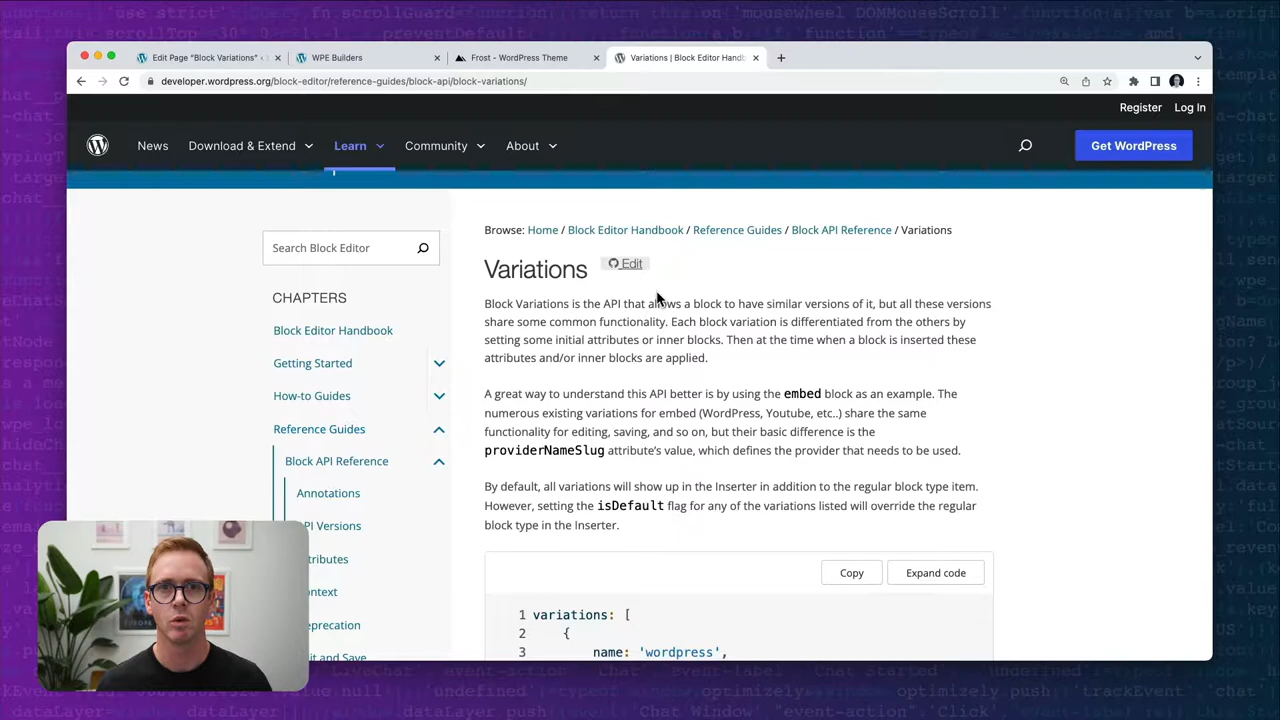 Edit Page "Block Variations" ‹
WPE Builders
Frost - WordPress Theme
Variations | Block Editor Handb
developer.wordpress.org/block-editor/reference-guides/block-api/block-variations/
Register Log In
News Download & Extend Learn Community About Get WordPress
Search Block Editor
Browse: Home / Block Editor Handbook / Reference Guides / Block API Reference / Variations
Variations Edit
CHAPTERS
Block Editor Handbook
Getting Started
How-to Guides
Reference Guides
Block API Reference
Annotations
PI Versions
tributes
ontext
eprecation
dit and Save
Block Variations is the API that allows a block to have similar versions of it, but all these versions
share some common functionality. Each block variation is differentiated from the others by
setting some initial attributes or inner blocks. Then at the time when a block is inserted these
attributes and/or inner blocks are applied.
A great way to understand this API better is by using the embed block as an example. The
numerous existing variations for embed (WordPress, Youtube, etc..) share the same
functionality for editing, saving, and so on, but their basic difference is the
providerNameSlug attribute's value, which defines the provider that needs to be used.
By default, all variations will show up in the Inserter in addition to the regular block type item.
However, setting the isDefault flag for any of the variations listed will override the regular
block type in the Inserter.
Copy Expand code
1 variations: [
2 {
3 name: 'wordpress',